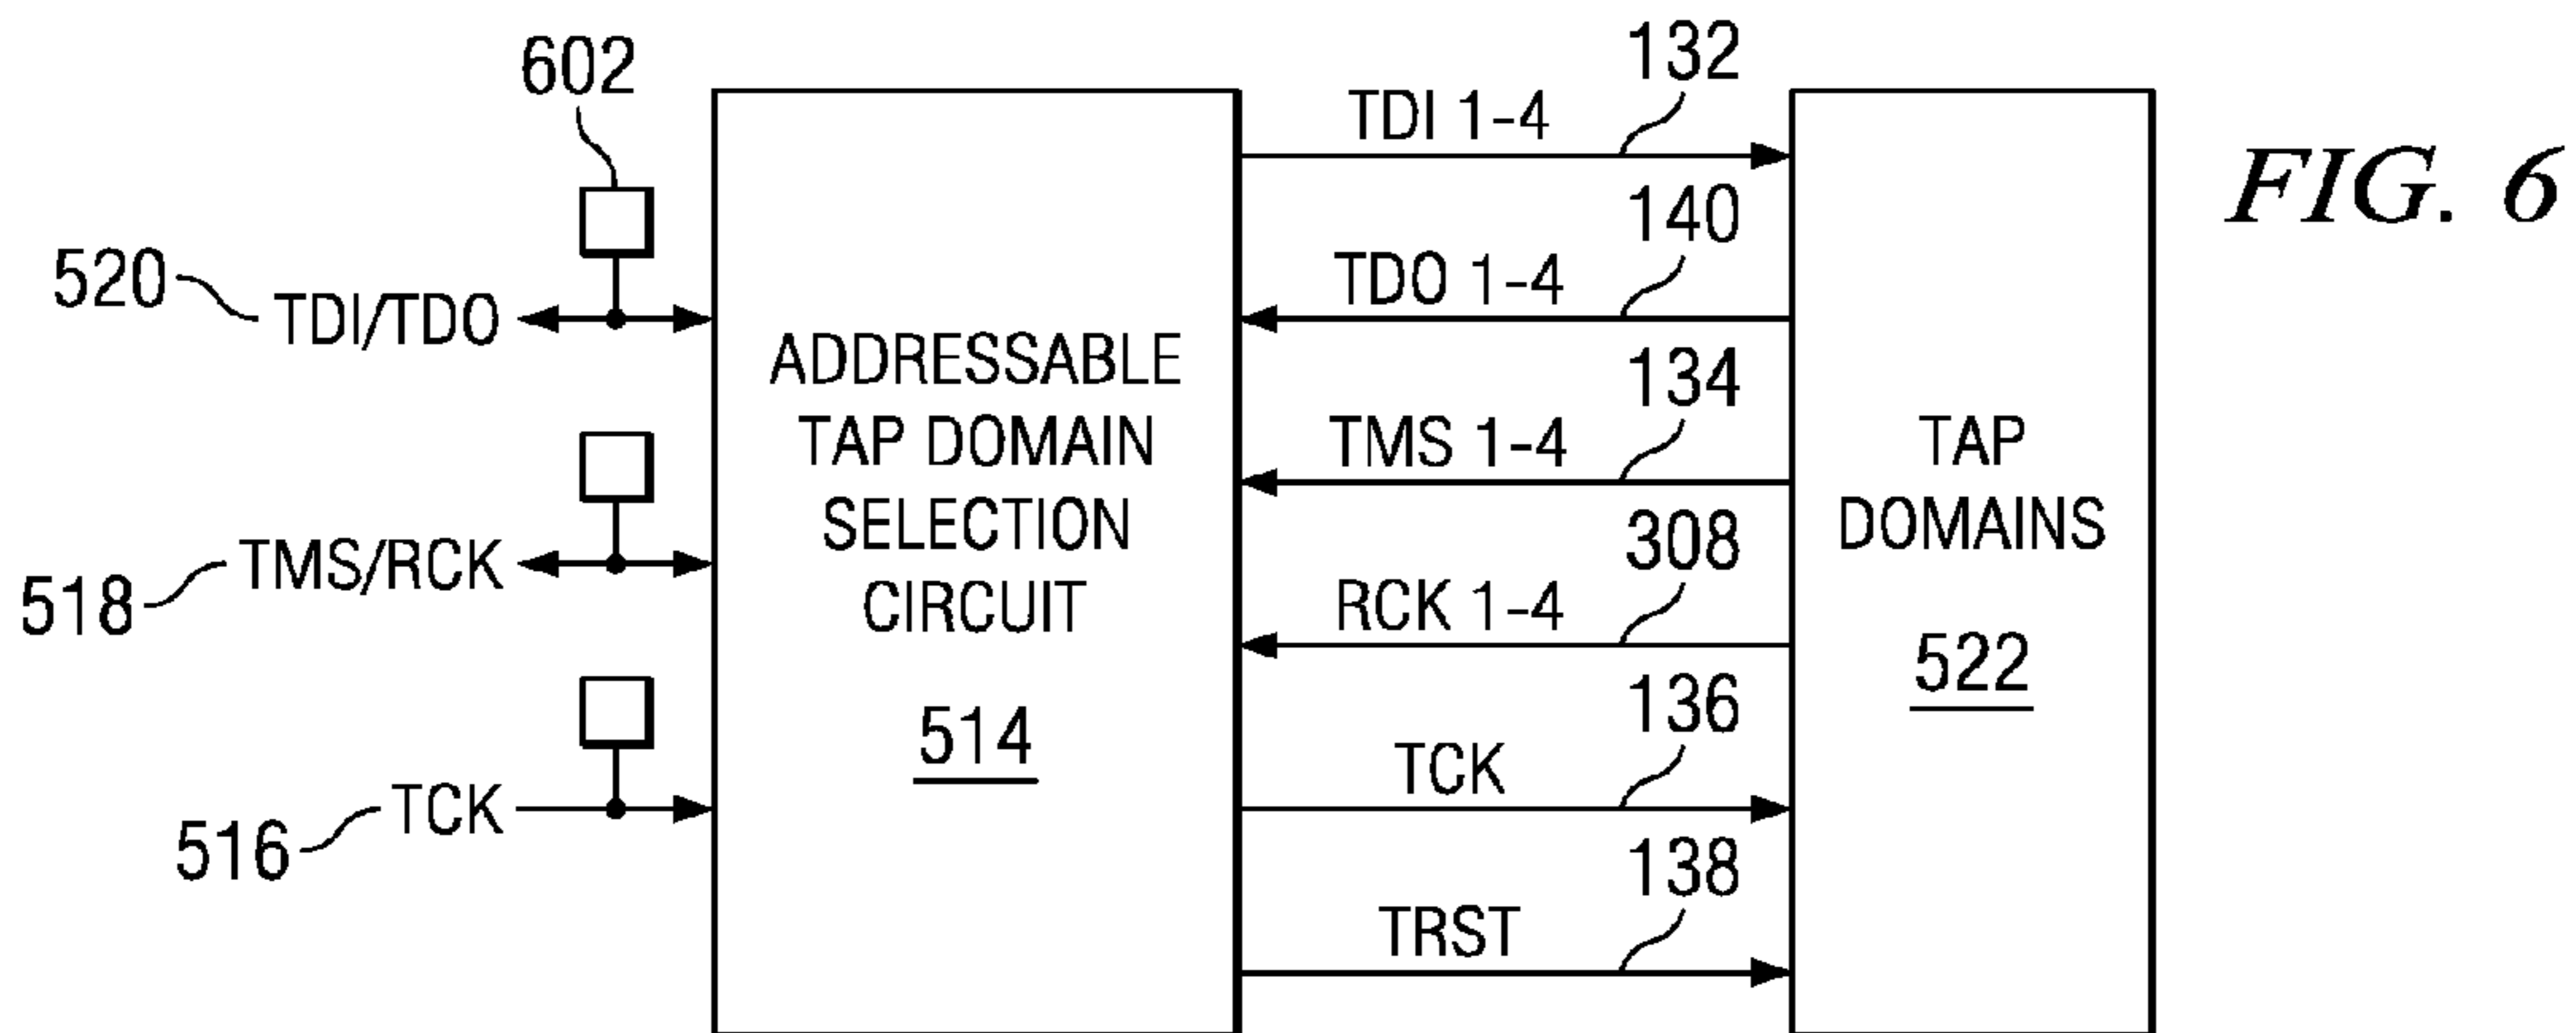 FIG. 6
602
520
TDI/TDO
518
TMS/RCK
516
TCK
ADDRESSABLE
TAP DOMAIN
SELECTION
CIRCUIT
514
132
TDI 1-4
140
TDO 1-4
134
TMS 1-4
308
RCK 1-4
136
TCK
138
TRST
TAP
DOMAINS
522